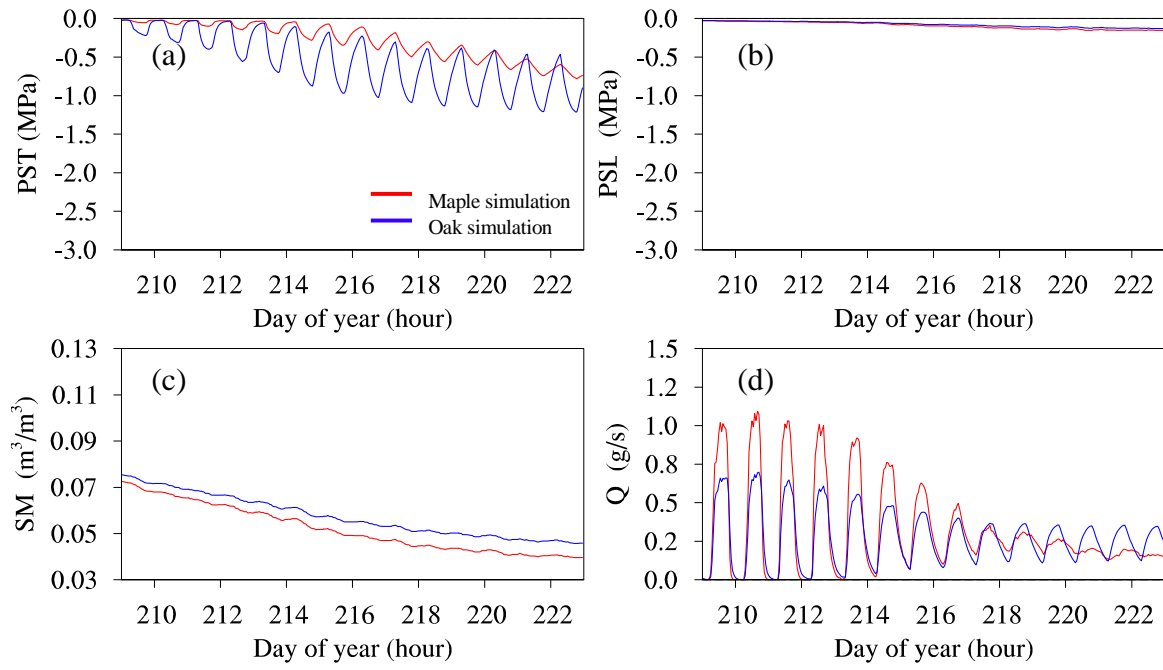 0.0
-0.5
-1.0
-1.5
-2.0
-2.5
-3.0
PST (MPa)
(a)
Maple simulation
Oak simulation
210 212 214 216 218 220 222
Day of year (hour)
0.0
-0.5
-1.0
-1.5
-2.0
-2.5
-3.0
PSL (MPa)
(b)
210 212 214 216 218 220 222
Day of year (hour)
0.13
0.11
0.09
0.07
0.05
0.03
SM (m³/m³)
(c)
210 212 214 216 218 220 222
Day of year (hour)
1.5
1.2
1.0
0.8
0.5
0.2
0.0
Q (g/s)
(d)
210 212 214 216 218 220 222
Day of year (hour)